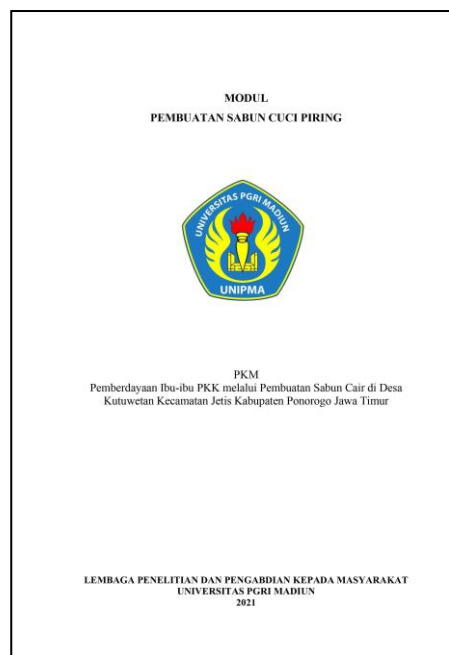 MODUL
PEMBUATAN SABUN CUCI PIRING
UNIVERSITAS PGRI MADIUN
UNIPMA
PKM
Pemberdayaan Ibu-ibu PKK melalui Pembuatan Sabun Cair di Desa
Kutuwetan Kecamatan Jetis Kabupaten Ponorogo Jawa Timur
LEMBAGA PENELITIAN DAN PENGABDIAN KEPADA MASYARAKAT
UNIVERSITAS PGRI MADIUN
2021